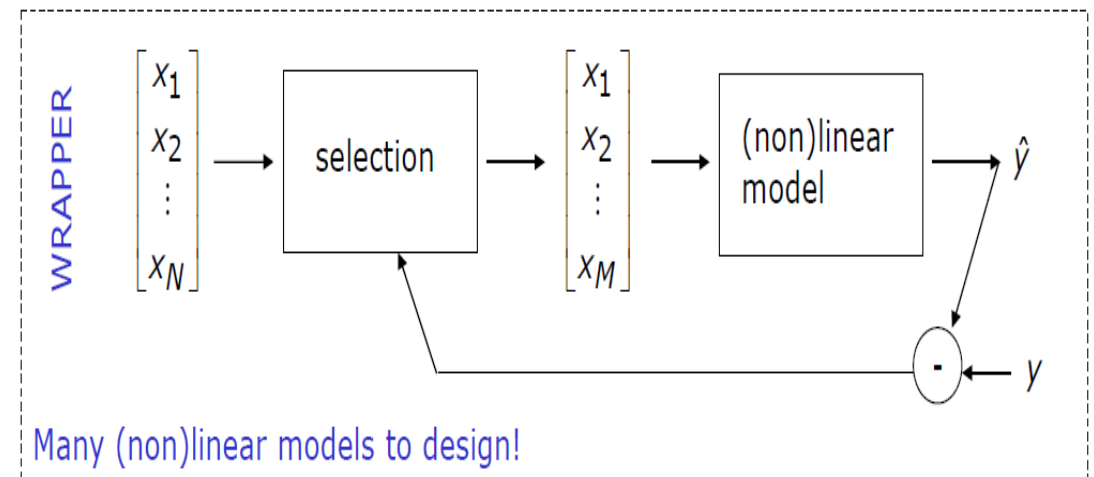 WRAPPER
x1
x2
⋮
xN
selection
x1
x2
⋮
xM
(non)linear
model
ŷ
-
y
Many (non)linear models to design!